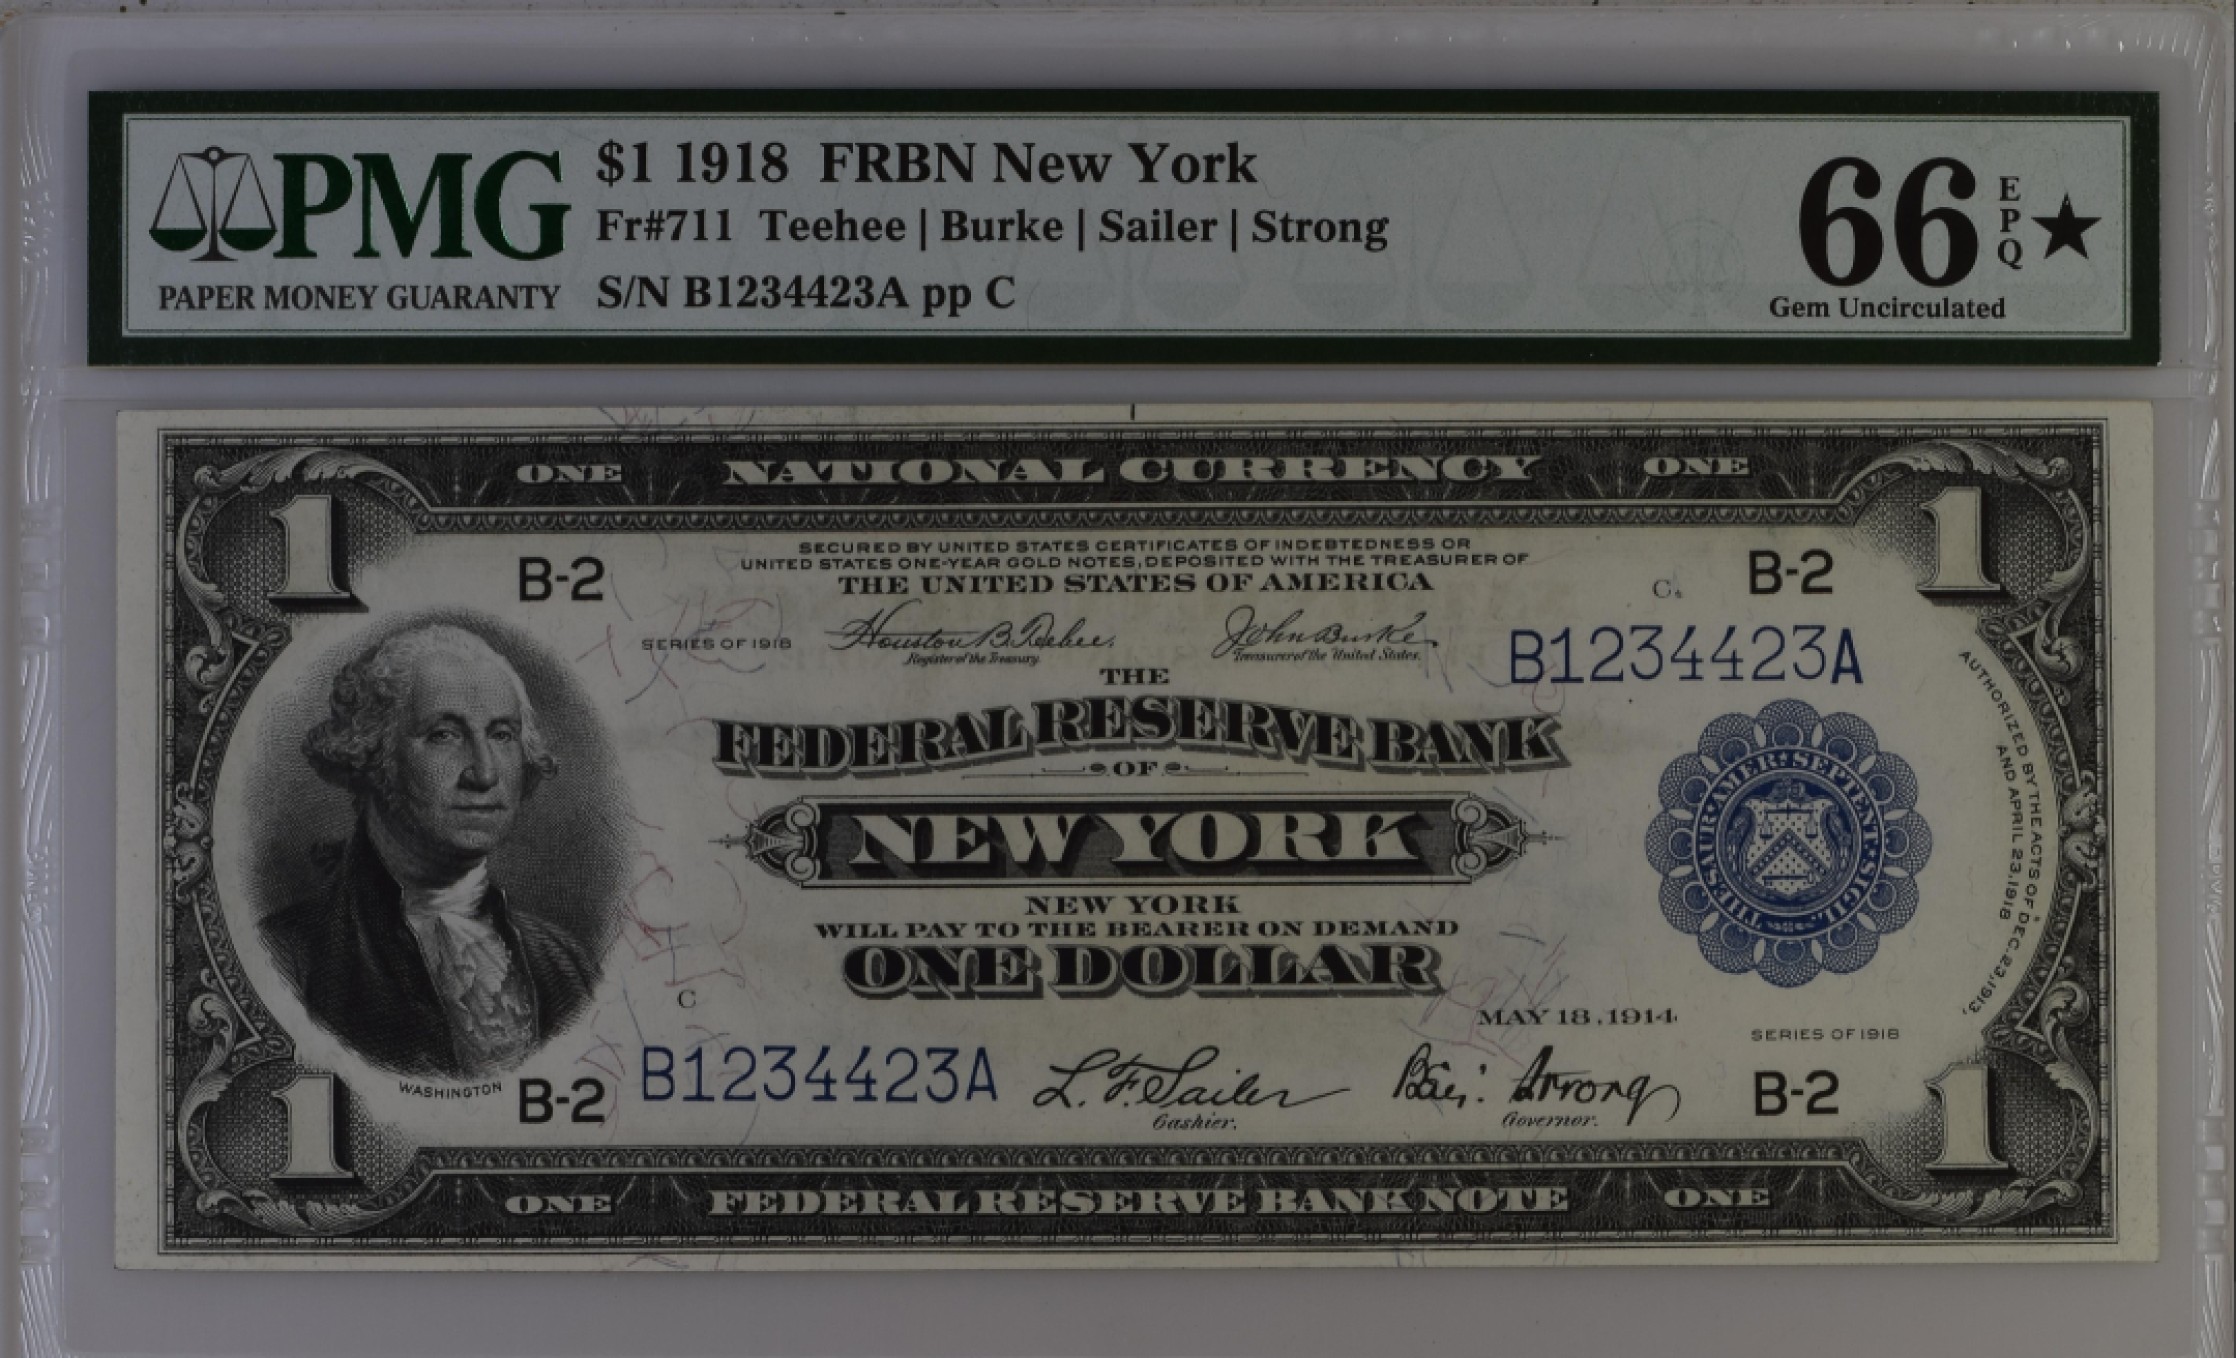 PMG
PAPER MONEY GUARANTY
$1 1918 FRBN New York
Fr#711 Teehee | Burke | Sailer | Strong
S/N B1234423A pp C
66 EPQ ★
Gem Uncirculated
ONE NATIONAL CURRENCY ONE
1 1
SECURED BY UNITED STATES CERTIFICATES OF INDEBTEDNESS OR
UNITED STATES ONE-YEAR GOLD NOTES, DEPOSITED WITH THE TREASURER OF
THE UNITED STATES OF AMERICA
B-2 B-2
C
SERIES OF 1918
Houston B. Teehee.
Register of the Treasury.
John Burke
Treasurer of the United States.
B1234423A
THE
FEDERAL RESERVE BANK
OF
NEW YORK
THESAUR. AMER. SEPTENT. SIGIL.
AUTHORIZED BY THE ACTS OF DEC. 23, 1913,
AND APRIL 23, 1918
NEW YORK
WILL PAY TO THE BEARER ON DEMAND
ONE DOLLAR
C
MAY 18, 1914
SERIES OF 1918
WASHINGTON
B-2 B1234423A
L. F. Sailer
Cashier.
Benj. Strong
Governor.
B-2
1 1
ONE FEDERAL RESERVE BANK NOTE ONE